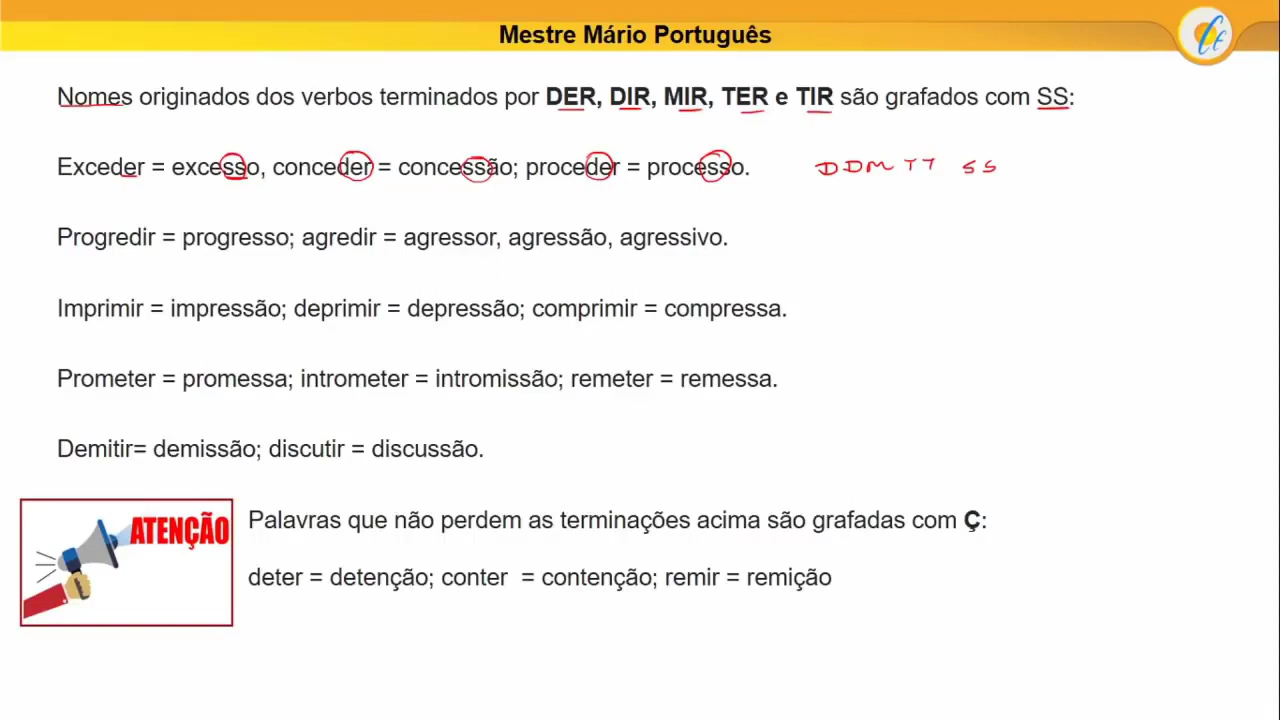 Mestre Mário Português
Nomes originados dos verbos terminados por DER, DIR, MIR, TER e TIR são grafados com SS:
Exceder = excesso, conceder = concessão; proceder = processo. DDMTT SS
Progredir = progresso; agredir = agressor, agressão, agressivo.
Imprimir = impressão; deprimir = depressão; comprimir = compressa.
Prometer = promessa; intrometer = intromissão; remeter = remessa.
Demitir= demissão; discutir = discussão.
ATENÇÃO
Palavras que não perdem as terminações acima são grafadas com Ç:
deter = detenção; conter = contenção; remir = remição